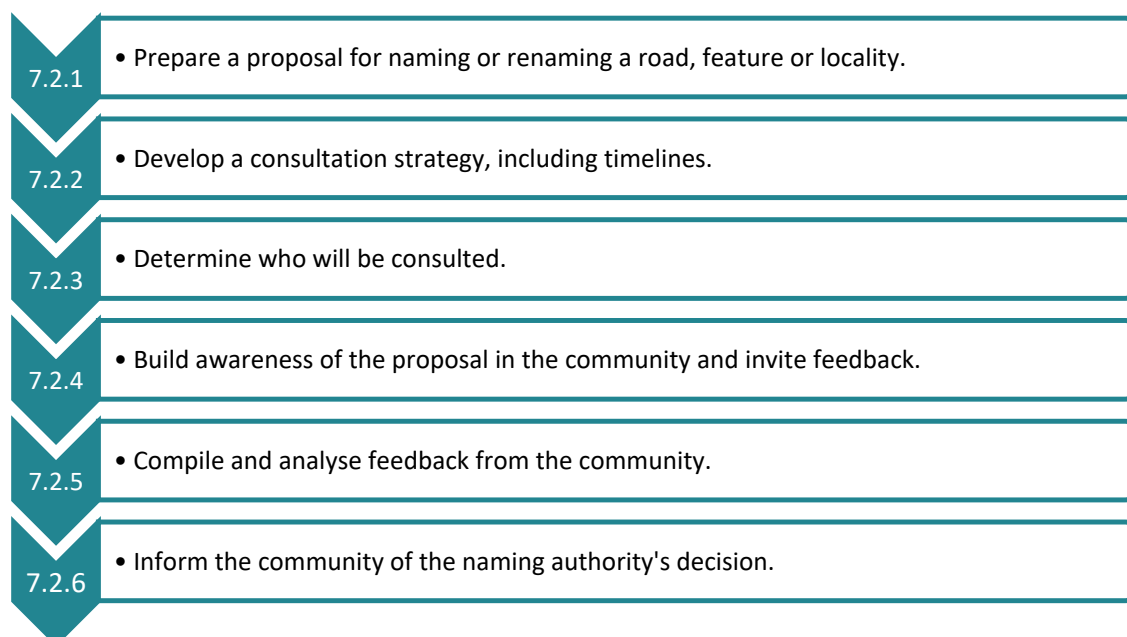 7.2.1
• Prepare a proposal for naming or renaming a road, feature or locality.
7.2.2
• Develop a consultation strategy, including timelines.
7.2.3
• Determine who will be consulted.
7.2.4
• Build awareness of the proposal in the community and invite feedback.
7.2.5
• Compile and analyse feedback from the community.
7.2.6
• Inform the community of the naming authority's decision.